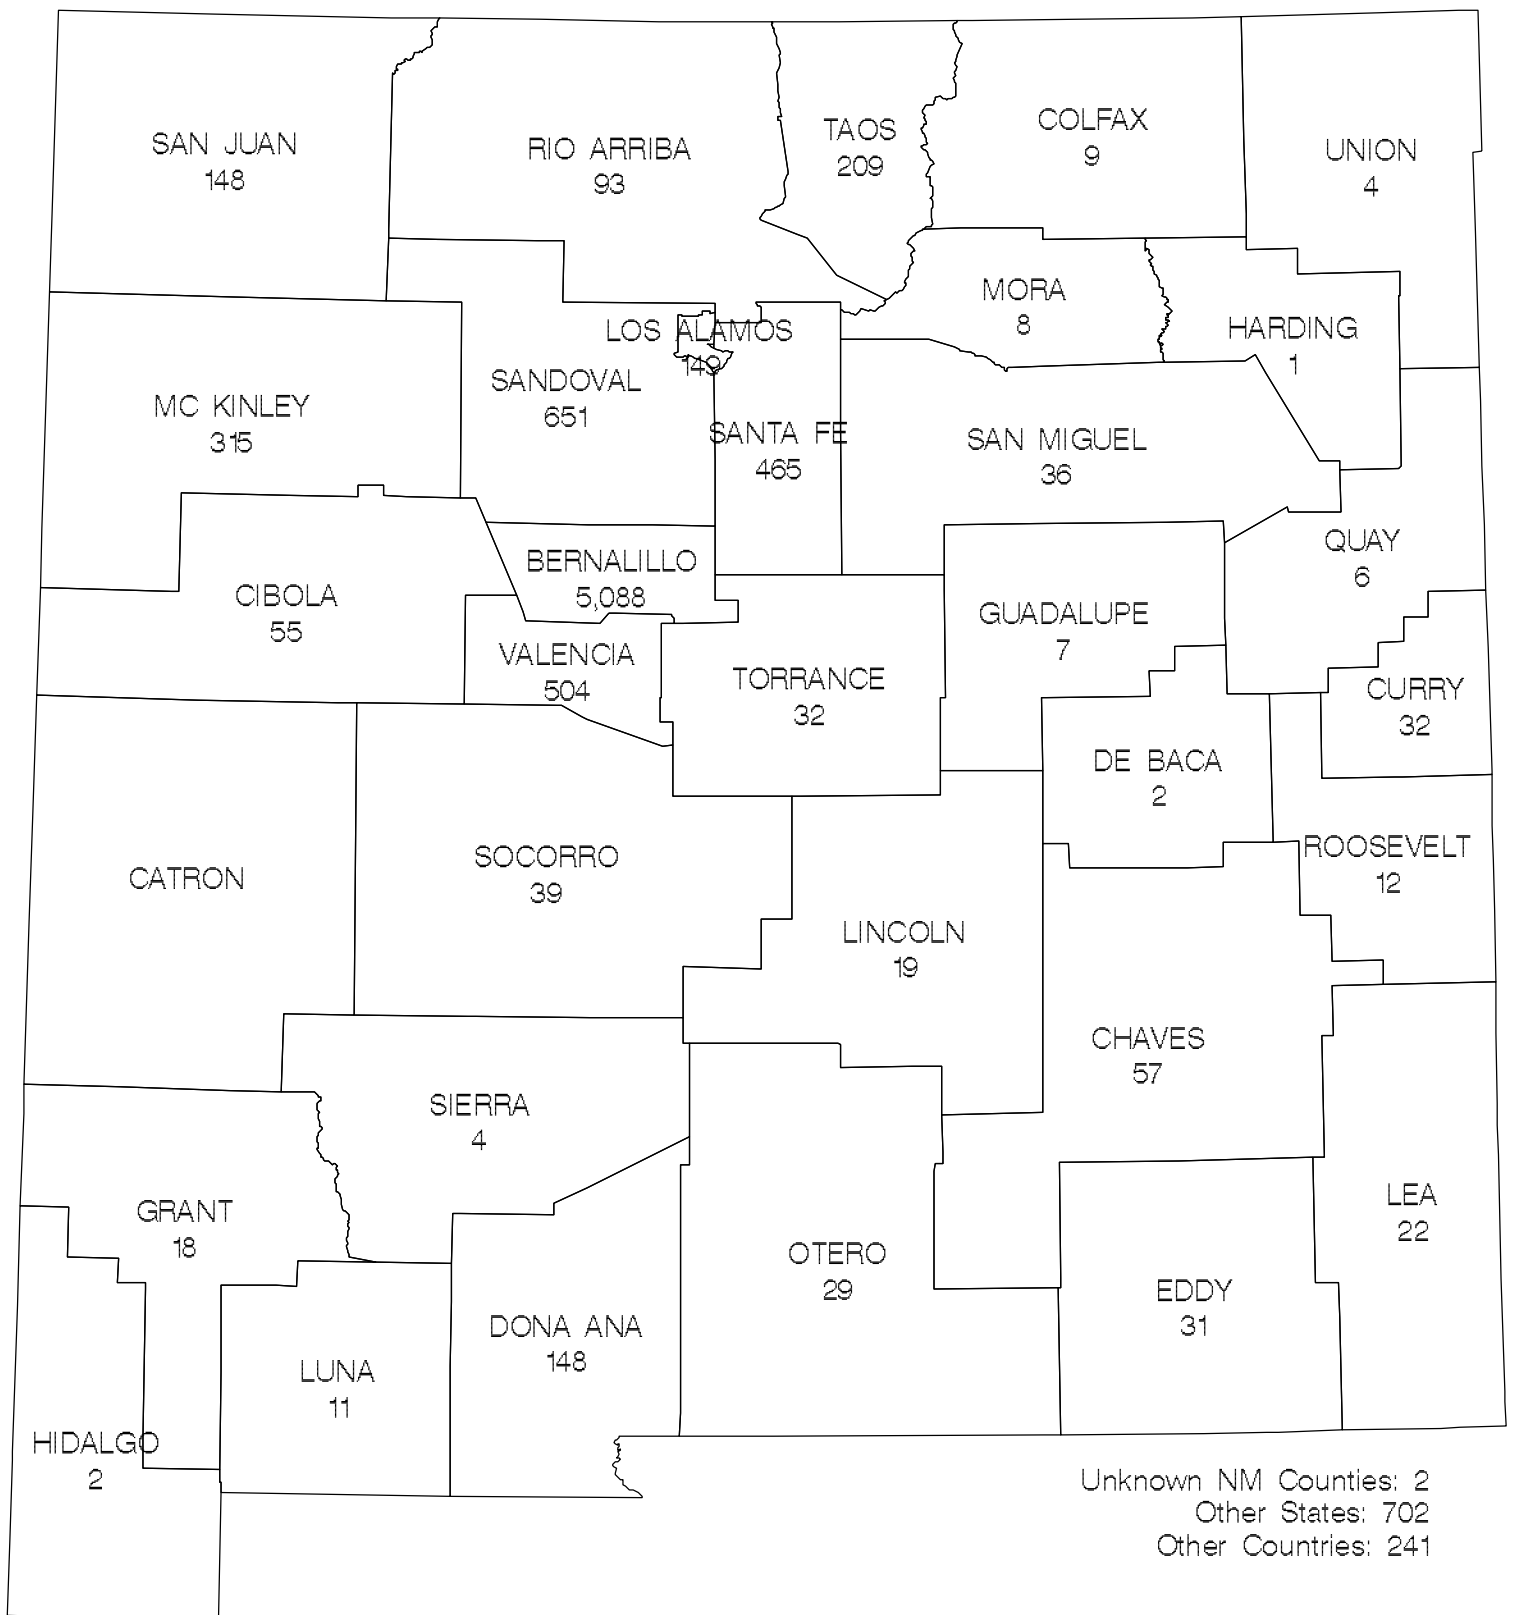 SAN JUAN
148
RIO ARRIBA
93
TAOS
209
COLFAX
9
UNION
4
MORA
8
HARDING
1
LOS ALAMOS
149
SANDOVAL
651
MC KINLEY
315
SANTA FE
465
SAN MIGUEL
36
QUAY
6
BERNALILLO
5,088
CIBOLA
55
GUADALUPE
7
VALENCIA
504
TORRANCE
32
CURRY
32
DE BACA
2
ROOSEVELT
12
SOCORRO
39
CATRON
LINCOLN
19
CHAVES
57
SIERRA
4
LEA
22
GRANT
18
OTERO
29
EDDY
31
DONA ANA
148
LUNA
11
HIDALGO
2
Unknown NM Counties: 2
Other States: 702
Other Countries: 241